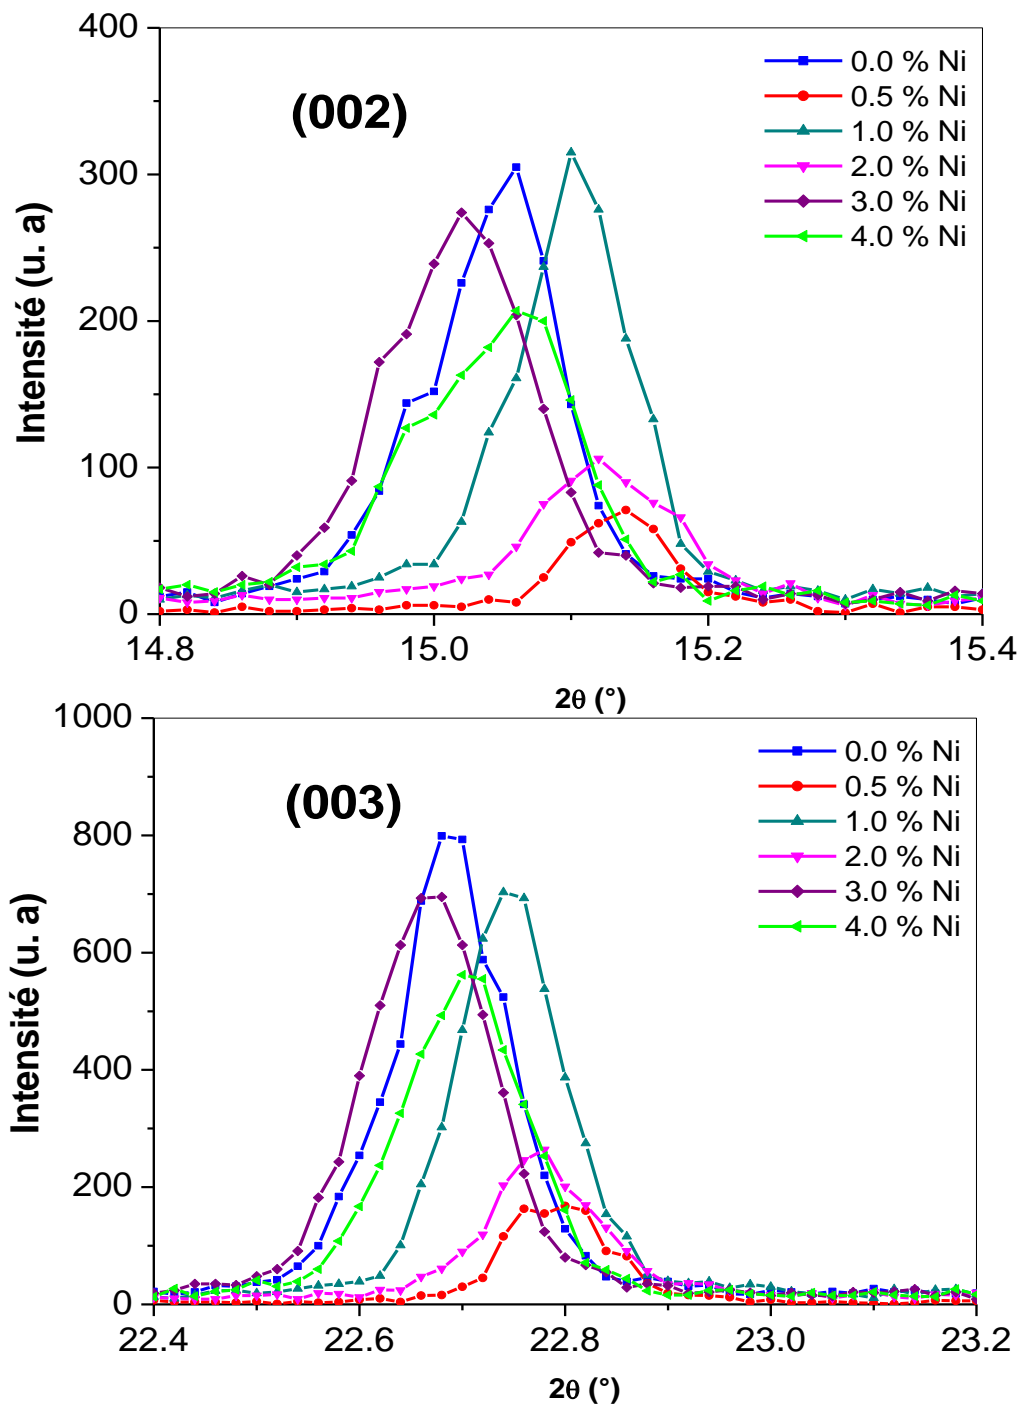 400
300
200
100
0
Intensité (u. a)
(002)
0.0 % Ni
0.5 % Ni
1.0 % Ni
2.0 % Ni
3.0 % Ni
4.0 % Ni
14.8 15.0 15.2 15.4
2θ (°)
1000
800
600
400
200
0
Intensité (u. a)
(003)
0.0 % Ni
0.5 % Ni
1.0 % Ni
2.0 % Ni
3.0 % Ni
4.0 % Ni
22.4 22.6 22.8 23.0 23.2
2θ (°)